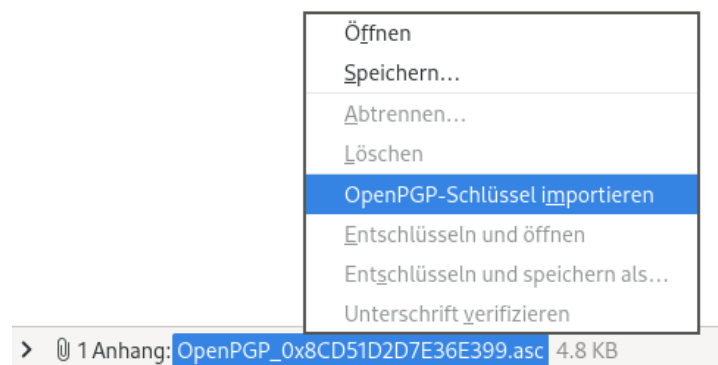 Öffnen
Speichern…
Abtrennen…
Löschen
OpenPGP-Schlüssel importieren
Entschlüsseln und öffnen
Entschlüsseln und speichern als…
Unterschrift verifizieren
1 Anhang: OpenPGP_0x8CD51D2D7E36E399.asc 4.8 KB